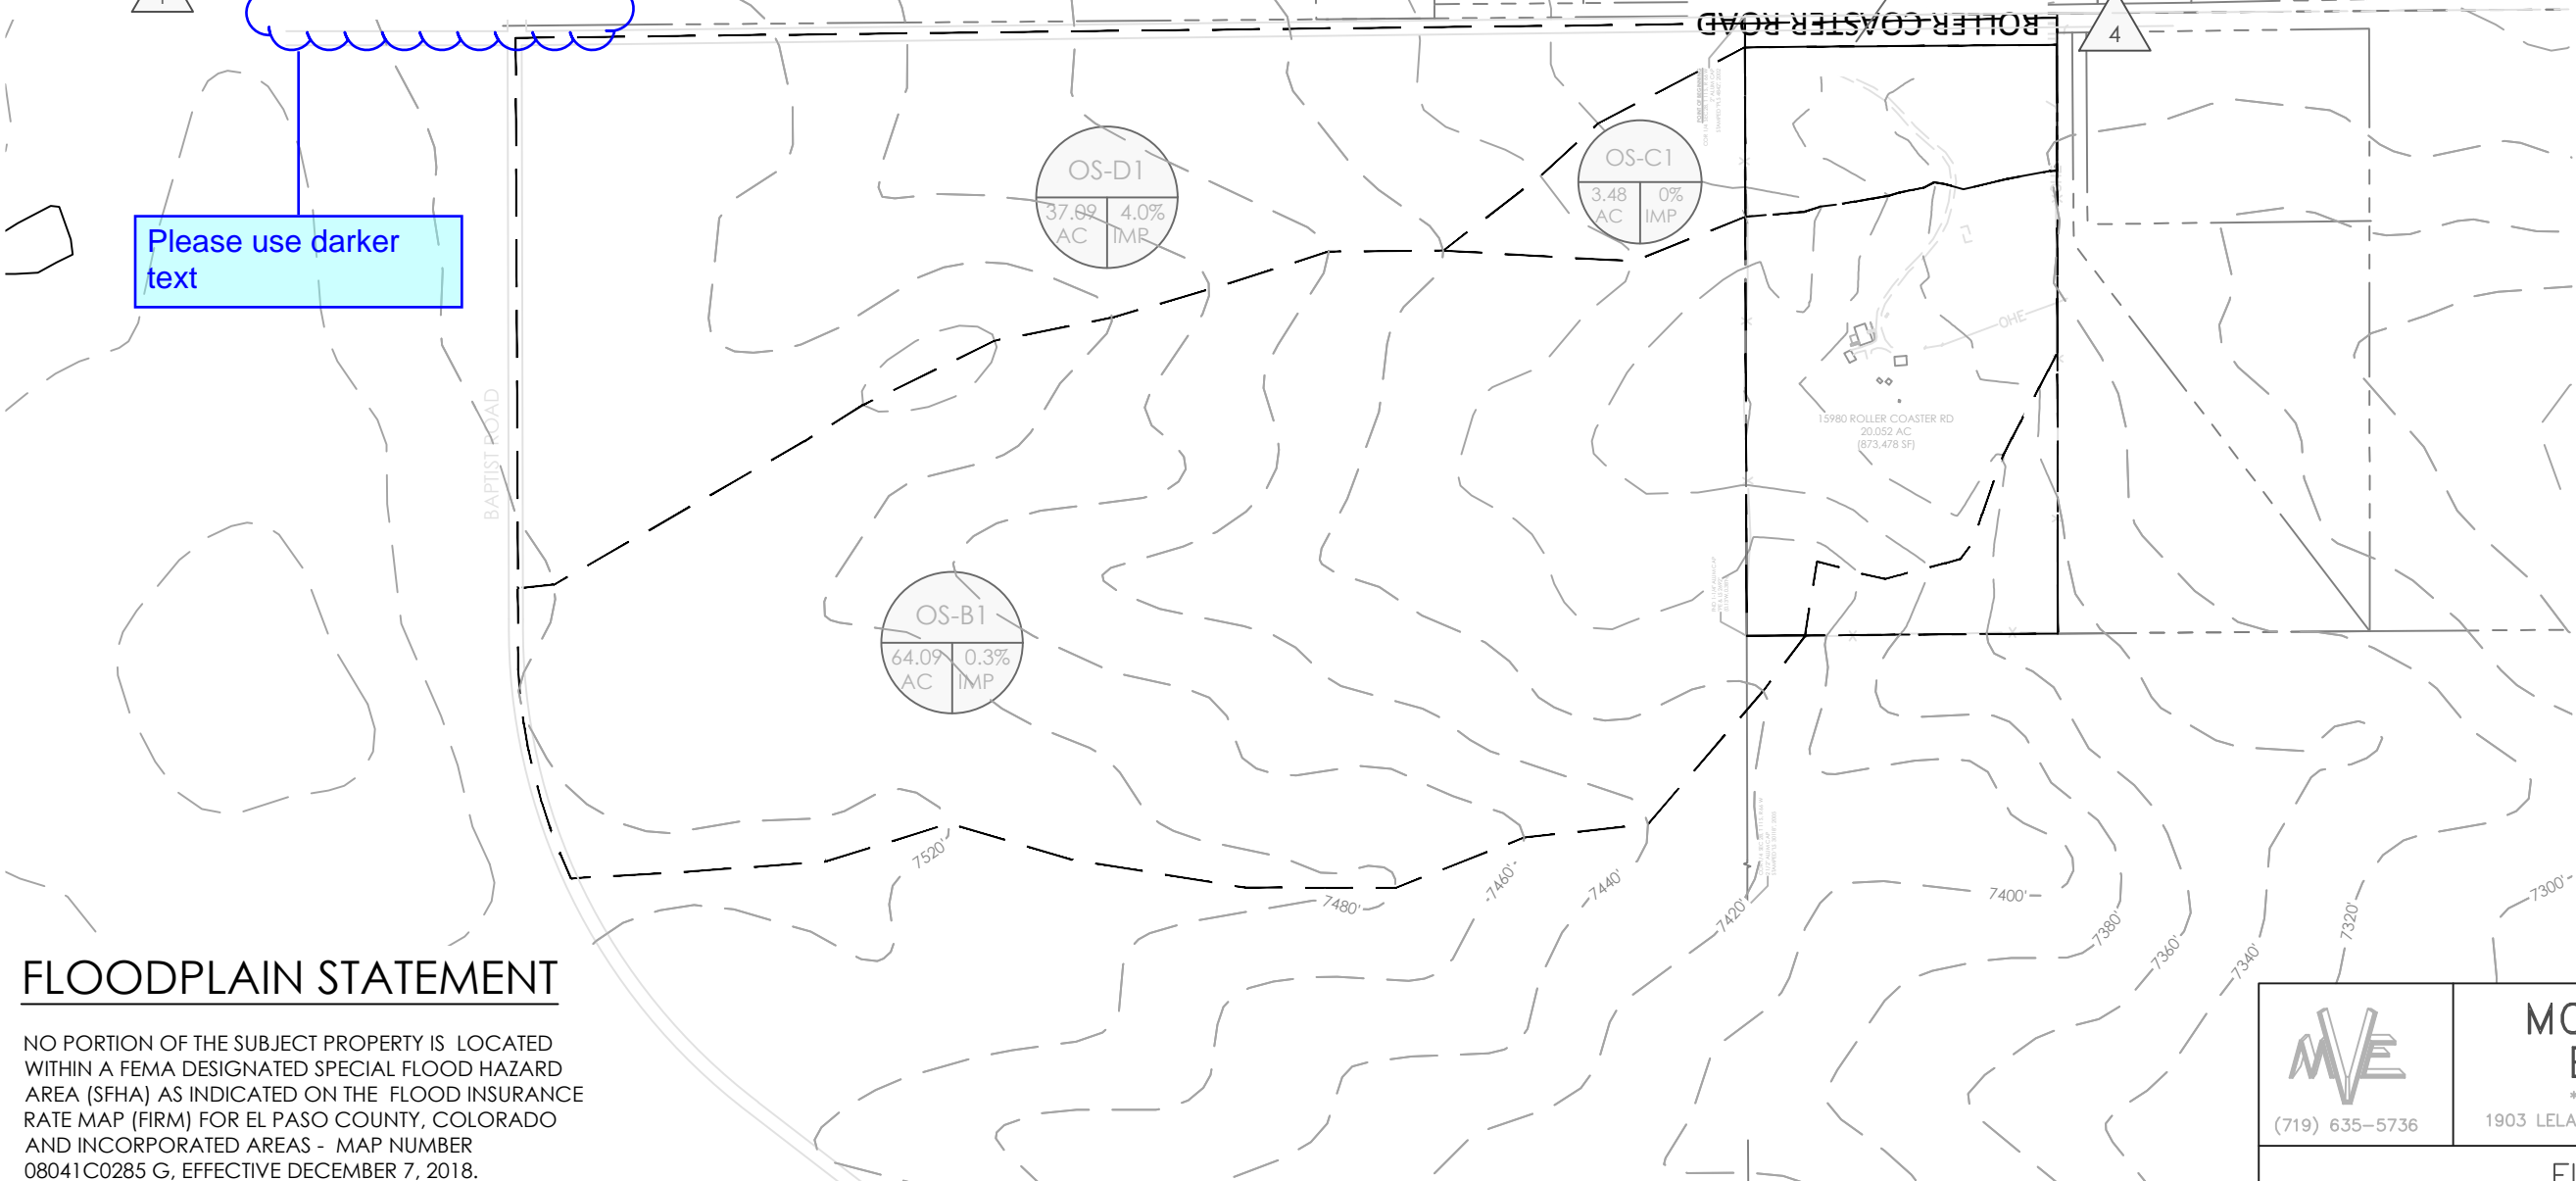 ROLLER COASTER ROAD
4
OS-D1
37.09
AC
4.0%
IMP
OS-C1
3.48
AC
0%
IMP
Please use darker
text
OHE
BAPTIST ROAD
15980 ROLLER COASTER RD
20.052 AC
(873,478 SF)
OS-B1
64.09
AC
0.3%
IMP
7520'
7480'
7460'
7440'
7420'
7400'
7380'
7360'
7340'
7320'
7300'
FLOODPLAIN STATEMENT
NO PORTION OF THE SUBJECT PROPERTY IS LOCATED
WITHIN A FEMA DESIGNATED SPECIAL FLOOD HAZARD
AREA (SFHA) AS INDICATED ON THE FLOOD INSURANCE
RATE MAP (FIRM) FOR EL PASO COUNTY, COLORADO
AND INCORPORATED AREAS - MAP NUMBER
08041C0285 G, EFFECTIVE DECEMBER 7, 2018.
MVE
(719) 635-5736
1903